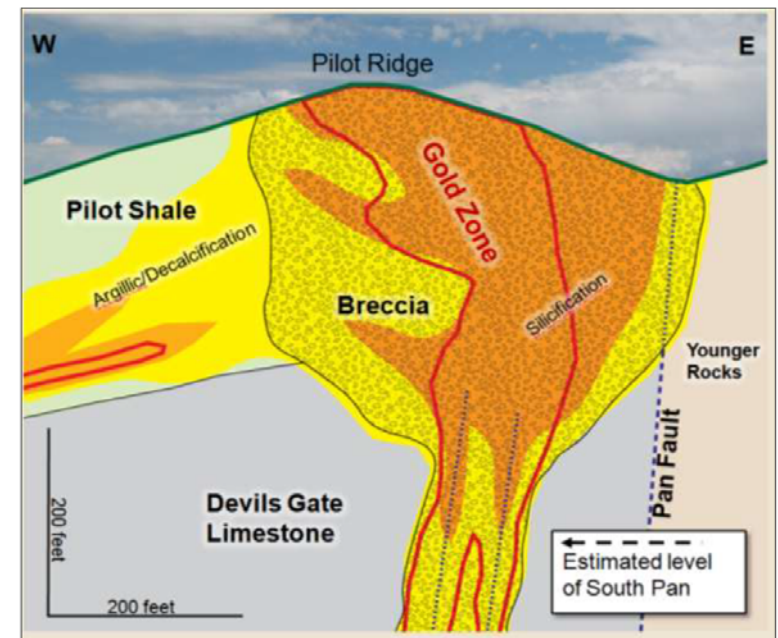 W
E
Pilot Ridge
Gold Zone
Pilot Shale
Argillic/Decalcification
Breccia
Silicification
Younger
Rocks
Pan Fault
Devils Gate
Limestone
200 feet
200 feet
Estimated level
of South Pan